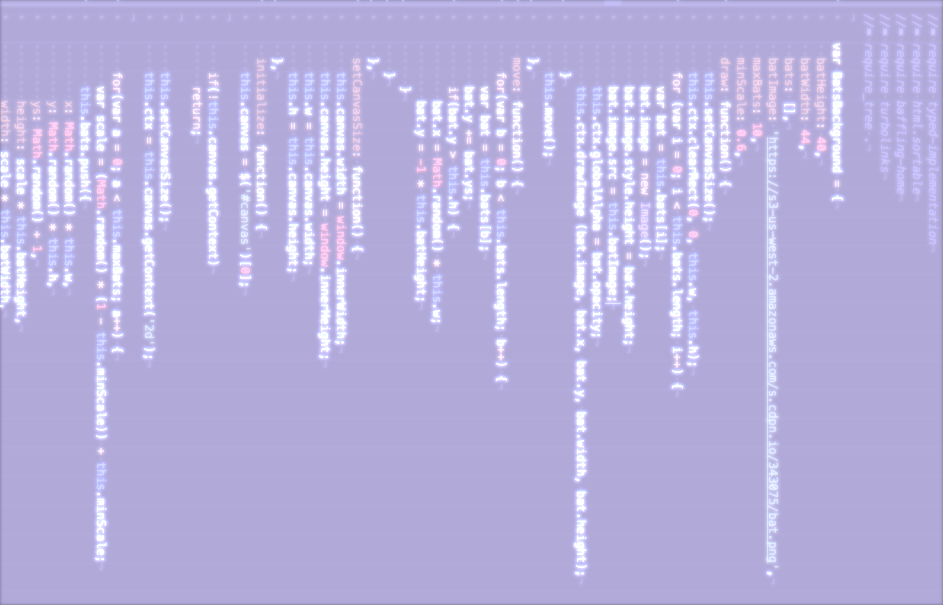 //= require typed-implementation
//= require html.sortable
//= require baffling-home
//= require turbolinks
//= require_tree .
var BatsBackground = {
batHeight: 40,
batWidth: 44,
bats: [],
batImage: 'https://s3-us-west-2.amazonaws.com/s.cdpn.io/343075/bat.png',
maxBats: 10,
minScale: 0.6,
draw: function() {
this.setCanvasSize();
this.ctx.clearRect(0, 0, this.w, this.h);
for (var i = 0; i < this.bats.length; i++) {
var bat = this.bats[i];
bat.image = new Image();
bat.image.style.height = bat.height;
bat.image.src = this.batImage;
this.ctx.globalAlpha = bat.opacity;
this.ctx.drawImage (bat.image, bat.x, bat.y, bat.width, bat.height);
}
this.move();
},
move: function() {
for(var b = 0; b < this.bats.length; b++) {
var bat = this.bats[b];
bat.y += bat.ys;
if(bat.y > this.h) {
bat.x = Math.random() * this.w;
bat.y = -1 * this.batHeight;
}
}
},
setCanvasSize: function() {
this.canvas.width = window.innerWidth;
this.canvas.height = window.innerHeight;
this.w = this.canvas.width;
this.h = this.canvas.height;
},
initialize: function() {
this.canvas = $('#canvas')[0];
if(!this.canvas.getContext)
return;
this.setCanvasSize();
this.ctx = this.canvas.getContext('2d');
for(var a = 0; a < this.maxBats; a++) {
var scale = (Math.random() * (1 - this.minScale)) + this.minScale;
this.bats.push({
x: Math.random() * this.w,
y: Math.random() * this.h,
ys: Math.random() + 1,
height: scale * this.batHeight,
width: scale * this.batWidth,